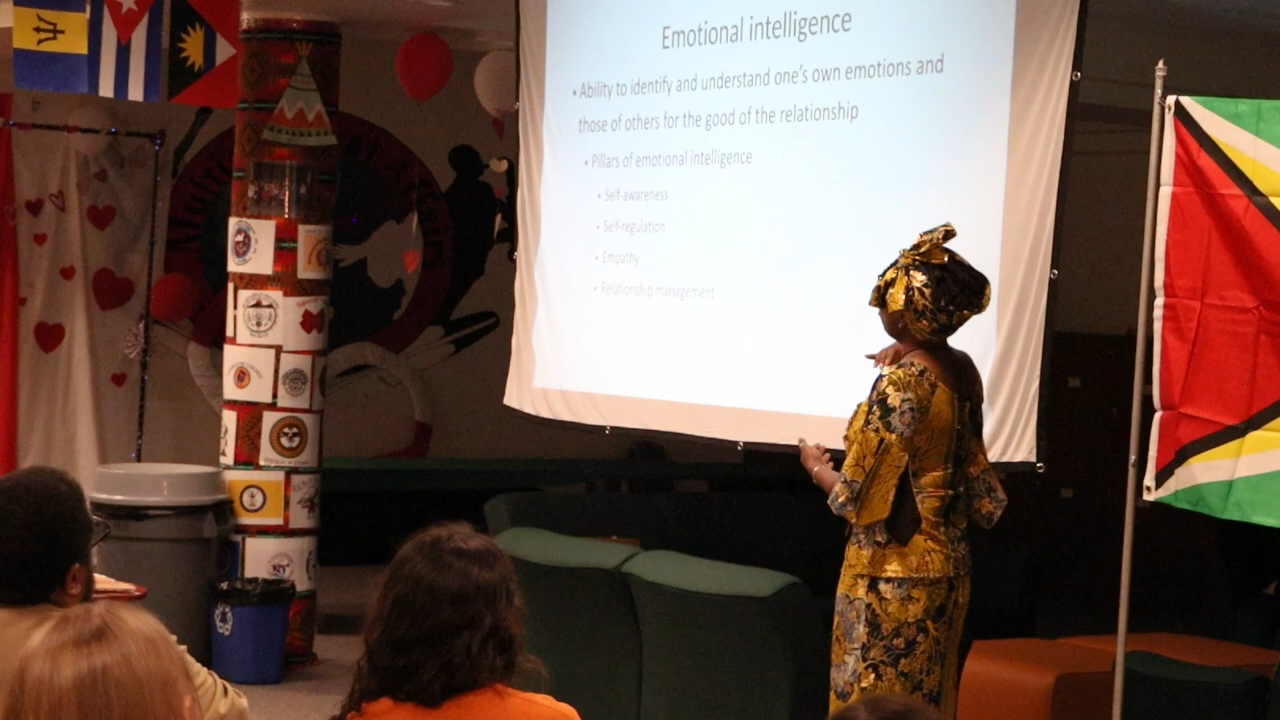 Emotional intelligence
• Ability to identify and understand one's own emotions and
those of others for the good of the relationship
• Pillars of emotional intelligence
• Self-awareness
• Self-regulation
• Empathy
• Relationship management